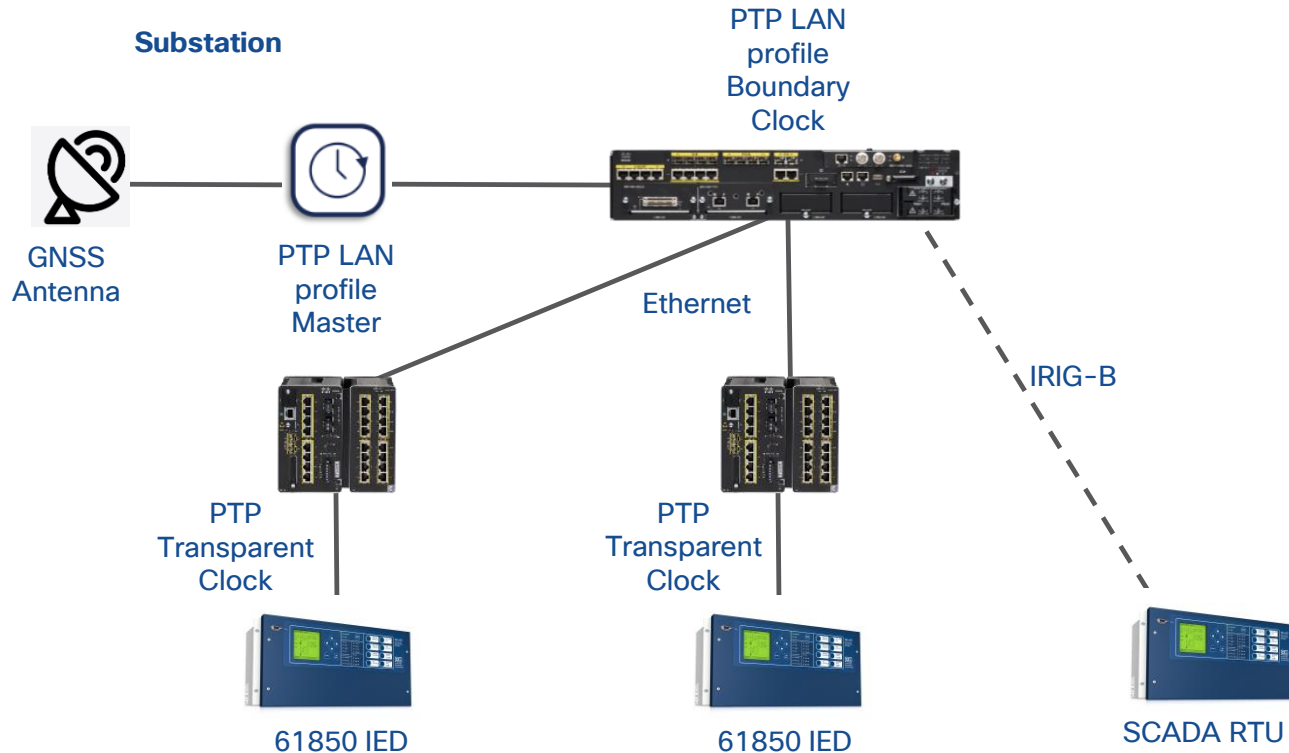 Substation
PTP LAN
profile
Boundary
Clock
GNSS
Antenna
PTP LAN
profile
Master
Ethernet
IRIG-B
PTP
Transparent
Clock
PTP
Transparent
Clock
61850 IED
61850 IED
SCADA RTU